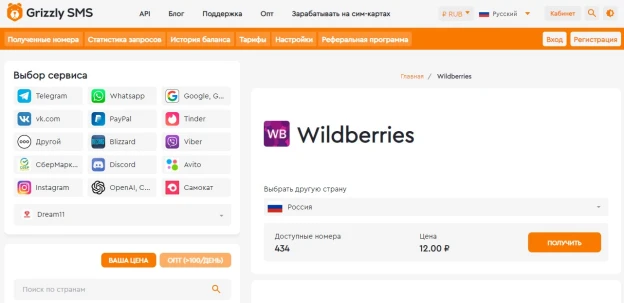 Grizzly SMS
API Блог Поддержка Опт Зарабатывать на сим-картах
₽ RUB Русский Кабинет
Полученные номера Статистика запросов История баланса Тарифы Настройки Реферальная программа Вход Регистрация
Выбор сервиса
Telegram Whatsapp Google, G...
vk.com PayPal Tinder
Другой Blizzard Viber
СберМарк... Discord Avito
Instagram OpenAI, C... Самокат
Dream11
ВАША ЦЕНА ОПТ (>100/ДЕНЬ)
Поиск по странам
Главная / Wildberries
WB Wildberries
Выбрать другую страну
Россия
Доступные номера Цена
434 12.00 ₽ ПОЛУЧИТЬ